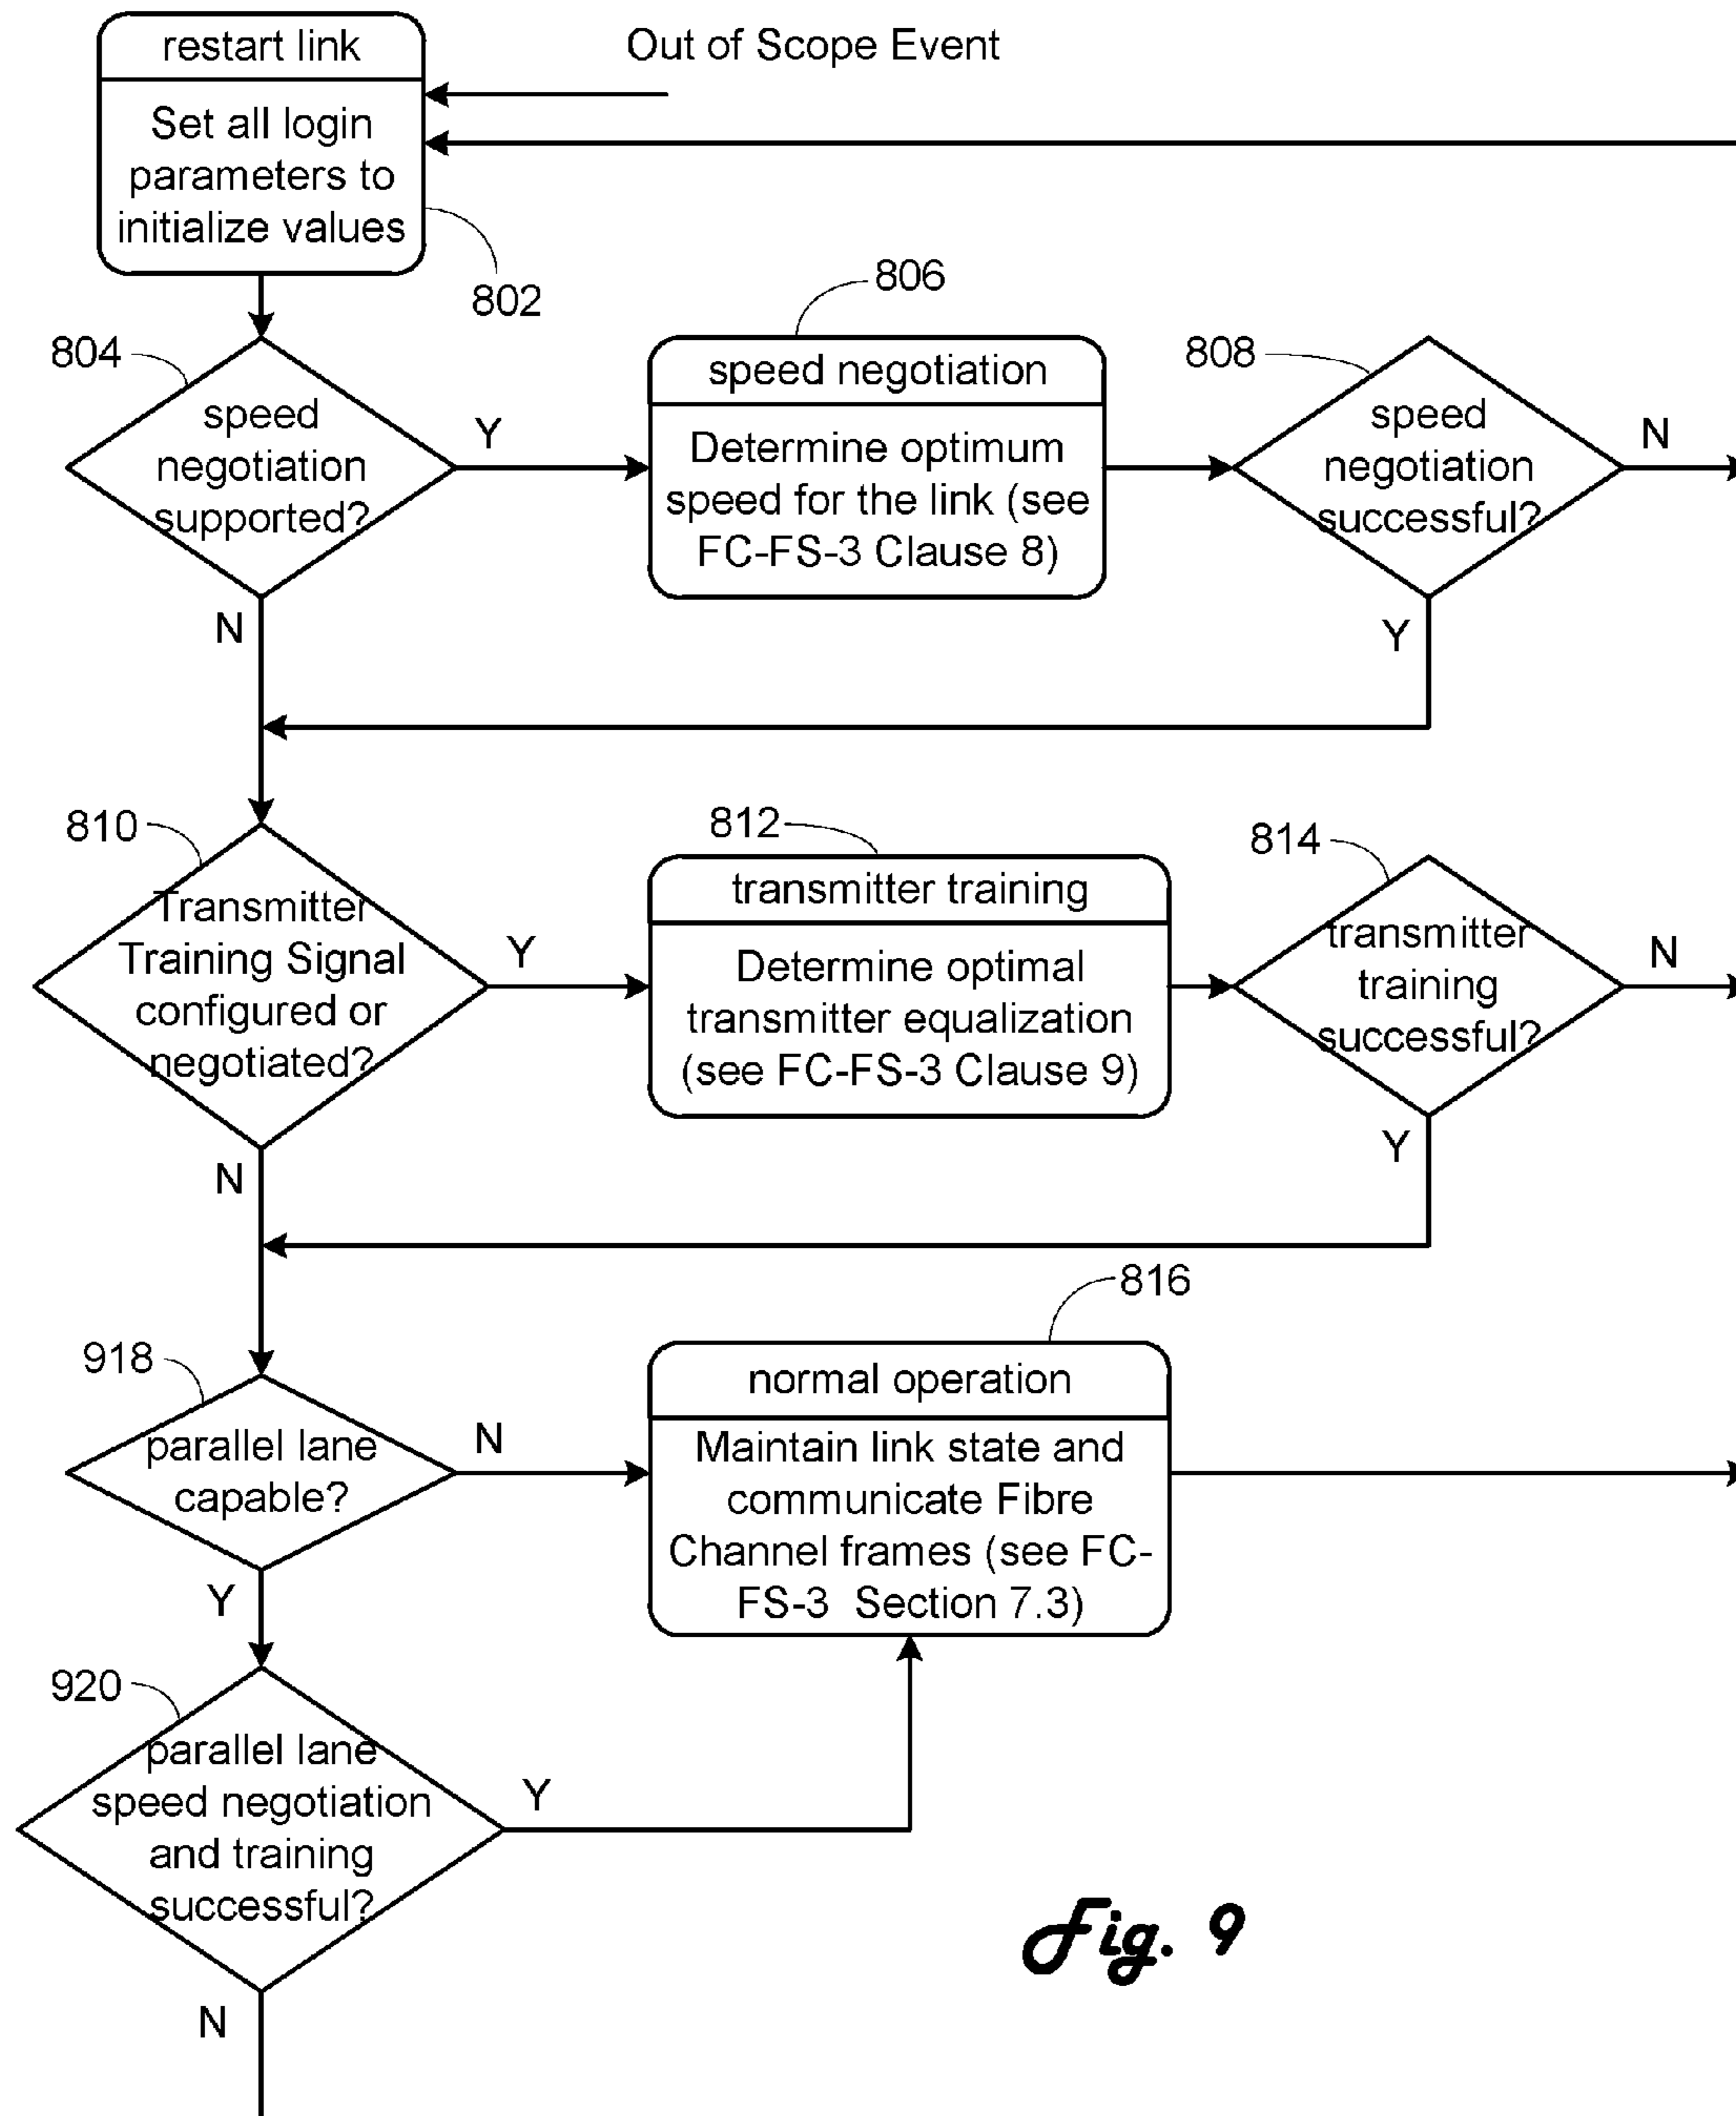 restart link
Set all login
parameters to
initialize values
Out of Scope Event
802
804
speed
negotiation
supported?
Y
N
806
speed negotiation
Determine optimum
speed for the link (see
FC-FS-3 Clause 8)
808
speed
negotiation
successful?
N
Y
810
Transmitter
Training Signal
configured or
negotiated?
Y
N
812
transmitter training
Determine optimal
transmitter equalization
(see FC-FS-3 Clause 9)
814
transmitter
training
successful?
N
Y
918
parallel lane
capable?
N
Y
816
normal operation
Maintain link state and
communicate Fibre
Channel frames (see FC-
FS-3 Section 7.3)
920
parallel lane
speed negotiation
and training
successful?
Y
N
Fig. 9